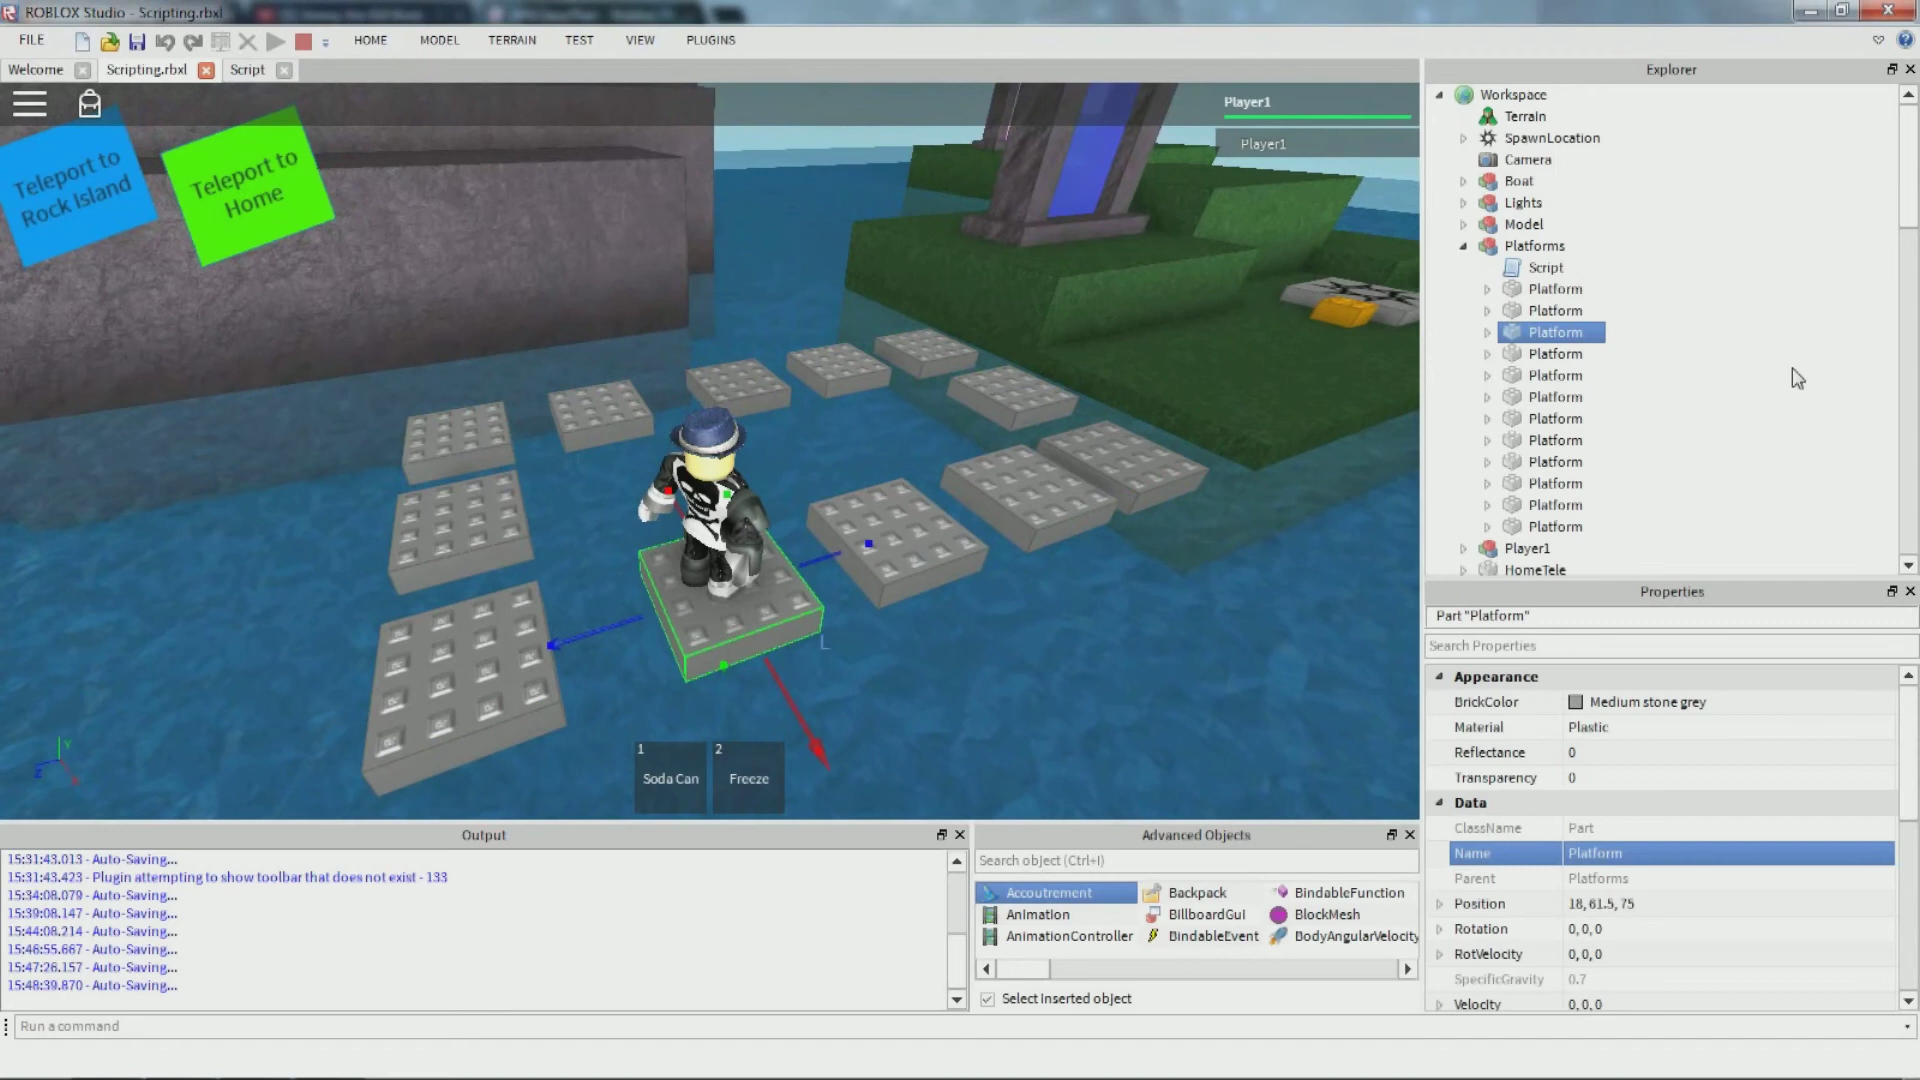 ROBLOX Studio - Scripting.rbxl
FILE
HOME
MODEL
TERRAIN
TEST
VIEW
PLUGINS
Welcome
Scripting.rbxl
Script
Teleport to
Rock Island
Teleport to
Home
Player1
Player1
1
Soda Can
2
Freeze
Y
Z
X
L
Explorer
Workspace
Terrain
SpawnLocation
Camera
Boat
Lights
Model
Platforms
Script
Platform
Platform
Platform
Platform
Platform
Platform
Platform
Platform
Platform
Platform
Platform
Platform
Player1
HomeTele
Properties
Part "Platform"
Search Properties
Appearance
BrickColor Medium stone grey
Material Plastic
Reflectance 0
Transparency 0
Data
ClassName Part
Name Platform
Parent Platforms
Position 18, 61.5, 75
Rotation 0, 0, 0
RotVelocity 0, 0, 0
SpecificGravity 0.7
Velocity 0, 0, 0
Output
15:31:43.013 - Auto-Saving...
15:31:43.423 - Plugin attempting to show toolbar that does not exist - 133
15:34:08.079 - Auto-Saving...
15:39:08.147 - Auto-Saving...
15:44:08.214 - Auto-Saving...
15:46:55.667 - Auto-Saving...
15:47:26.157 - Auto-Saving...
15:48:39.870 - Auto-Saving...
Advanced Objects
Search object (Ctrl+I)
Accoutrement Backpack BindableFunction
Animation BillboardGui BlockMesh
AnimationController BindableEvent BodyAngularVelocity
Select Inserted object
Run a command